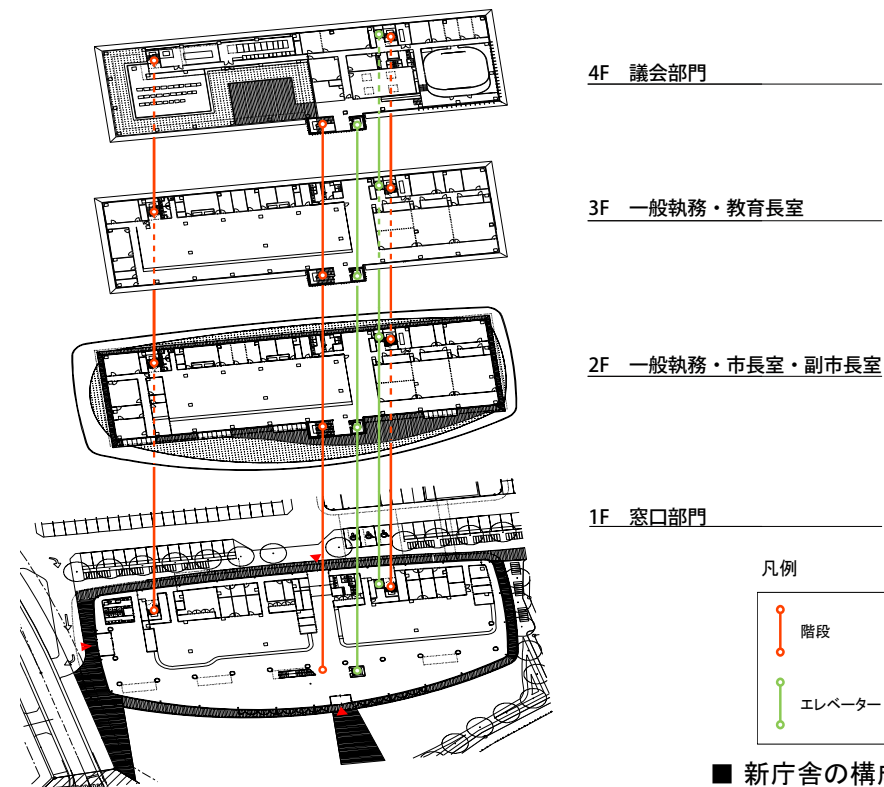 4F 議会部門
3F 一般執務・教育長室
2F 一般執務・市長室・副市長室
1F 窓口部門
凡例
階段
エレベーター
■ 新庁舎の構